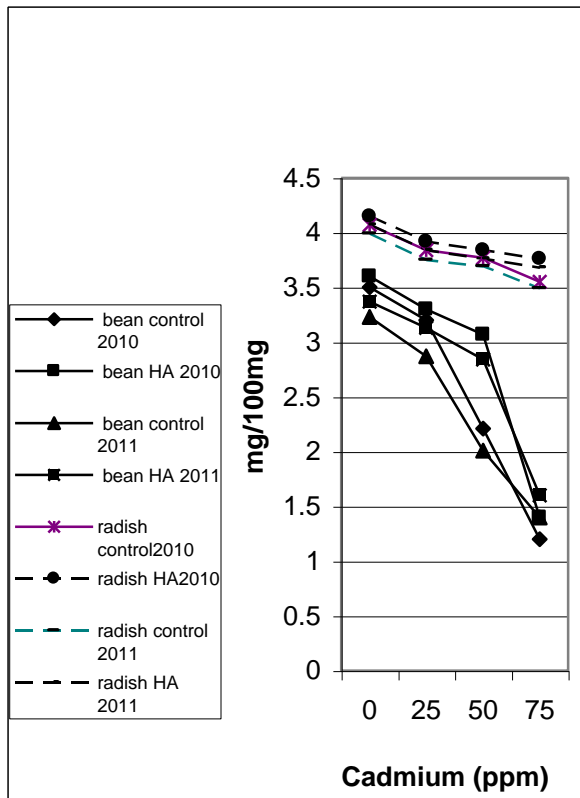 bean control
2010
bean HA 2010
bean control
2011
bean HA 2011
radish
control2010
radish HA2010
radish control
2011
radish HA
2011
mg/100mg
4.5
4
3.5
3
2.5
2
1.5
1
0.5
0
0 25 50 75
Cadmium (ppm)